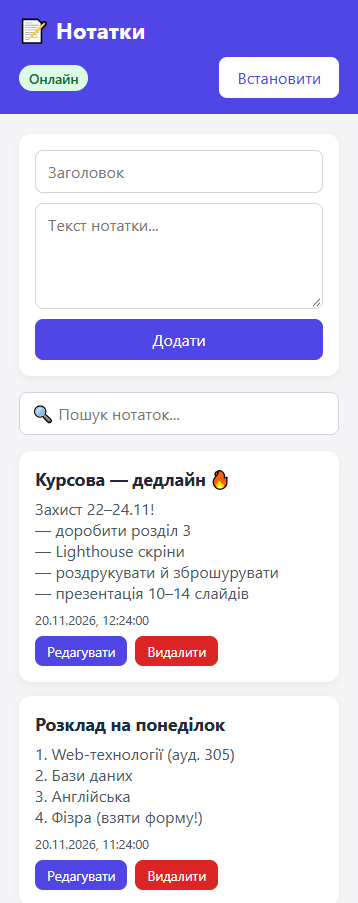 📝 Нотатки
Онлайн
Встановити
Заголовок
Текст нотатки...
Додати
🔍 Пошук нотаток...
Курсова — дедлайн 🔥
Захист 22–24.11!
— доробити розділ 3
— Lighthouse скріни
— роздрукувати й зброшурувати
— презентація 10–14 слайдів
20.11.2026, 12:24:00
Редагувати
Видалити
Розклад на понеділок
1. Web-технології (ауд. 305)
2. Бази даних
3. Англійська
4. Фізра (взяти форму!)
20.11.2026, 11:24:00
Редагувати
Видалити